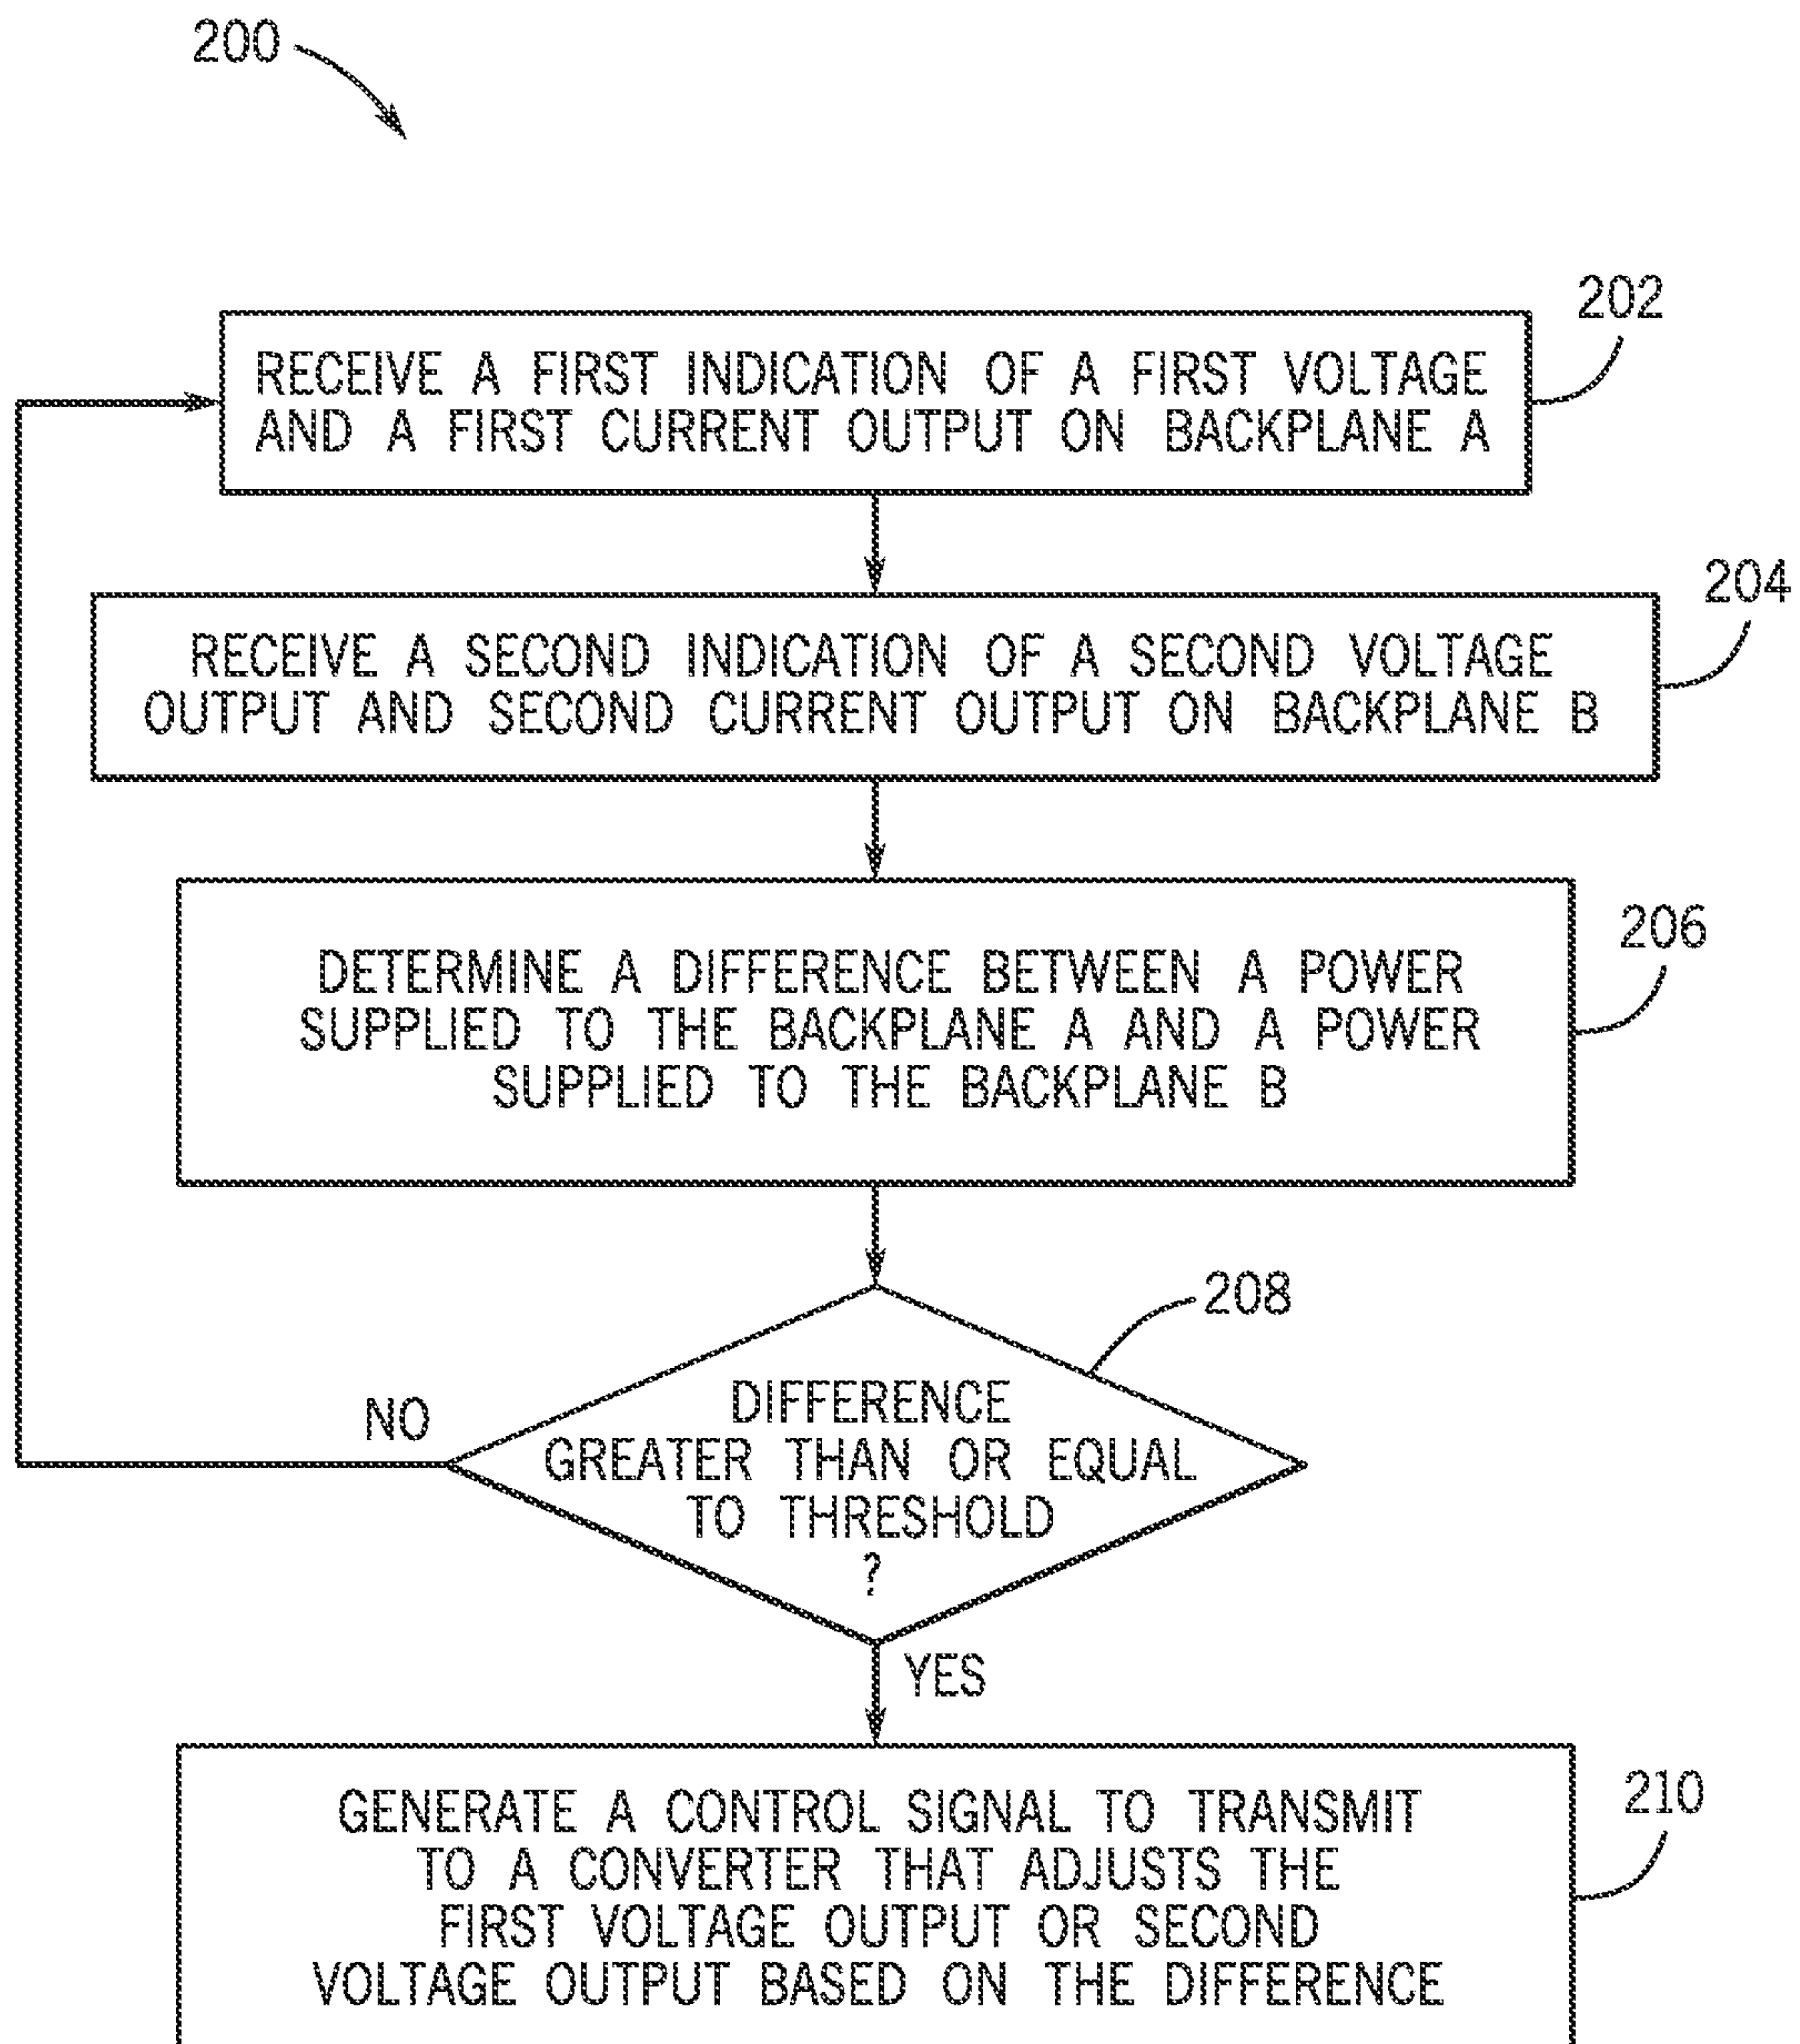 200
202
RECEIVE A FIRST INDICATION OF A FIRST VOLTAGE
AND A FIRST CURRENT OUTPUT ON BACKPLANE A
204
RECEIVE A SECOND INDICATION OF A SECOND VOLTAGE
OUTPUT AND SECOND CURRENT OUTPUT ON BACKPLANE B
206
DETERMINE A DIFFERENCE BETWEEN A POWER
SUPPLIED TO THE BACKPLANE A AND A POWER
SUPPLIED TO THE BACKPLANE B
208
DIFFERENCE
GREATER THAN OR EQUAL
TO THRESHOLD
?
NO
YES
210
GENERATE A CONTROL SIGNAL TO TRANSMIT
TO A CONVERTER THAT ADJUSTS THE
FIRST VOLTAGE OUTPUT OR SECOND
VOLTAGE OUTPUT BASED ON THE DIFFERENCE